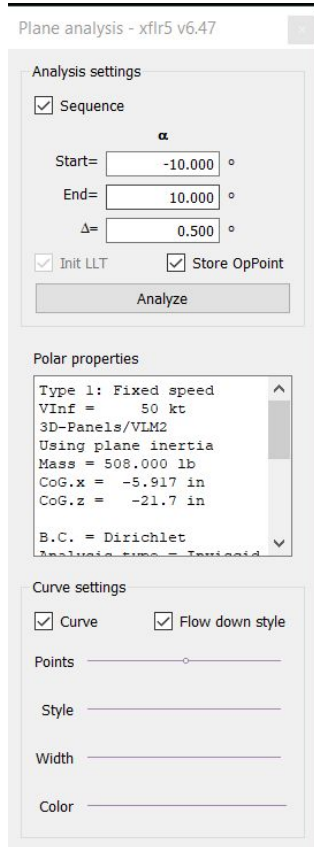 Plane analysis - xflr5 v6.47
Analysis settings
Sequence
α
Start= -10.000 °
End= 10.000 °
Δ= 0.500 °
Init LLT Store OpPoint
Analyze
Polar properties
Type 1: Fixed speed
VInf = 50 kt
3D-Panels/VLM2
Using plane inertia
Mass = 508.000 lb
CoG.x = -5.917 in
CoG.z = -21.7 in
B.C. = Dirichlet
Analysis type = Inviscid
Curve settings
Curve Flow down style
Points
Style
Width
Color